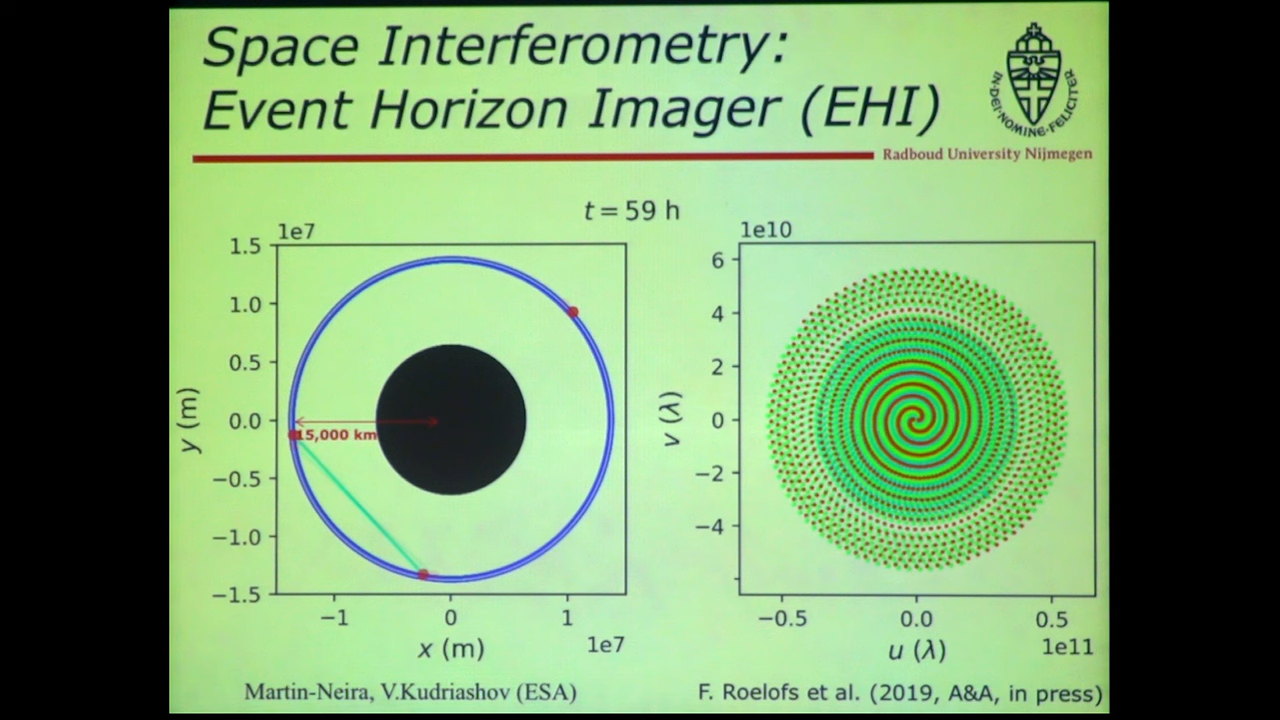 Space Interferometry:
Event Horizon Imager (EHI)
IN·DEI·NOMINE·FELICITER
Radboud University Nijmegen
t = 59 h
1e7
1.5
1.0
0.5
0.0
−0.5
−1.0
−1.5
y (m)
15,000 km
−1 0 1
1e7
x (m)
1e10
6
4
2
0
−2
−4
v (λ)
−0.5 0.0 0.5
1e11
u (λ)
Martin-Neira, V.Kudriashov (ESA)
F. Roelofs et al. (2019, A&A, in press)